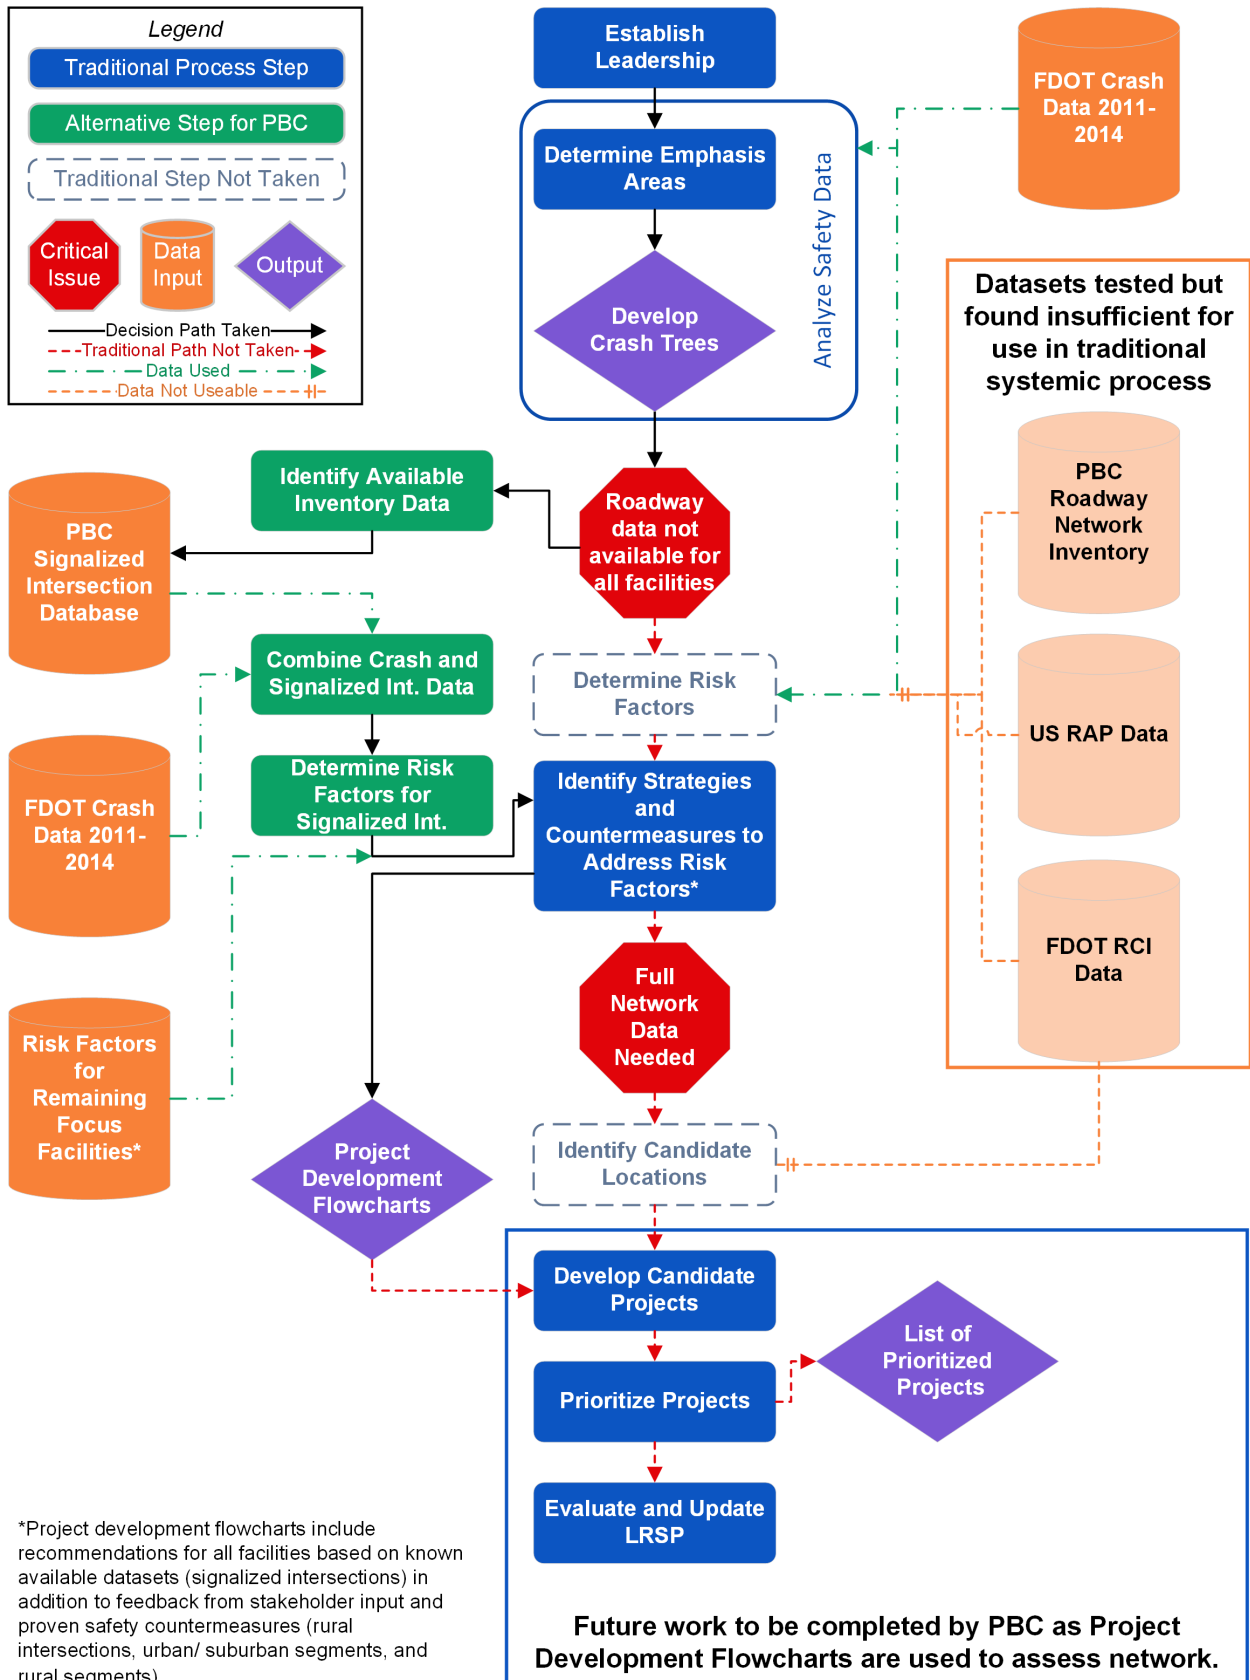 Legend
Traditional Process Step
Alternative Step for PBC
Traditional Step Not Taken
Critical
Issue
Data
Input
Output
Decision Path Taken
Traditional Path Not Taken
Data Used
Data Not Useable
Establish
Leadership
Determine Emphasis
Areas
Develop
Crash Trees
Analyze Safety Data
FDOT Crash
Data 2011-
2014
Datasets tested but
found insufficient for
use in traditional
systemic process
PBC
Roadway
Network
Inventory
US RAP Data
FDOT RCI
Data
Roadway
data not
available for
all facilities
Identify Available
Inventory Data
PBC
Signalized
Intersection
Database
Combine Crash and
Signalized Int. Data
Determine Risk
Factors
FDOT Crash
Data 2011-
2014
Determine Risk
Factors for
Signalized Int.
Identify Strategies
and
Countermeasures to
Address Risk
Factors*
Full
Network
Data
Needed
Risk Factors
for
Remaining
Focus
Facilities*
Project
Development
Flowcharts
Identify Candidate
Locations
Develop Candidate
Projects
Prioritize Projects
List of
Prioritized
Projects
Evaluate and Update
LRSP
Future work to be completed by PBC as Project
Development Flowcharts are used to assess network.
*Project development flowcharts include
recommendations for all facilities based on known
available datasets (signalized intersections) in
addition to feedback from stakeholder input and
proven safety countermeasures (rural
intersections, urban/ suburban segments, and
rural segments)